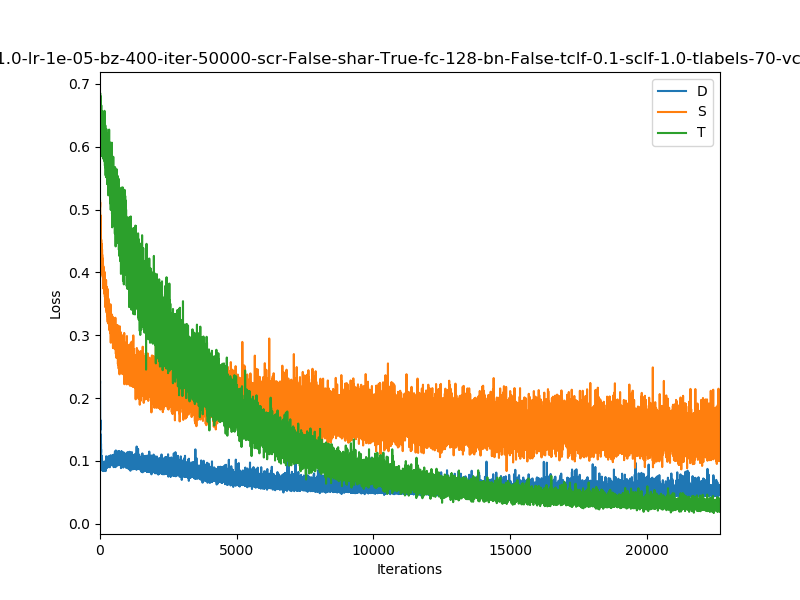 1.0-lr-1e-05-bz-400-iter-50000-scr-False-shar-True-fc-128-bn-False-tclf-0.1-sclf-1.0-tlabels-70-vc
D
S
T
0.7
0.6
0.5
0.4
0.3
0.2
0.1
0.0
Loss
0 5000 10000 15000 20000
Iterations